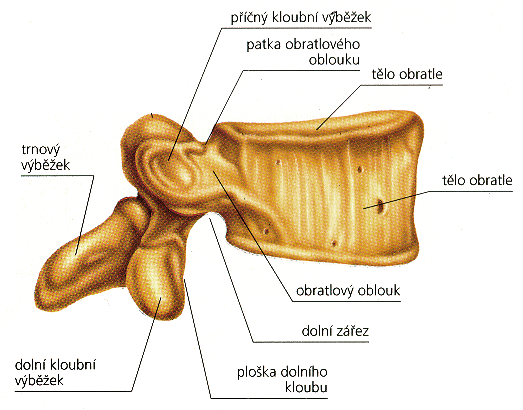 příčný kloubní výběžek
patka obratlového
oblouku
tělo obratle
trnový
výběžek
tělo obratle
obratlový oblouk
dolní zářez
dolní kloubní
výběžek
ploška dolního
kloubu